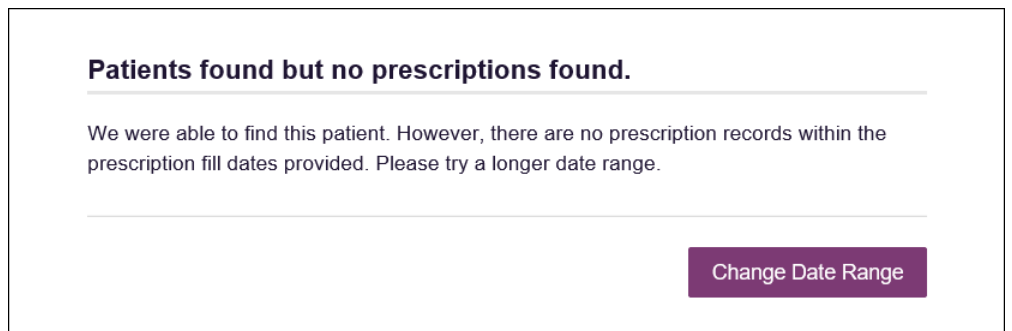 Patients found but no prescriptions found.
We were able to find this patient. However, there are no prescription records within the
prescription fill dates provided. Please try a longer date range.
Change Date Range